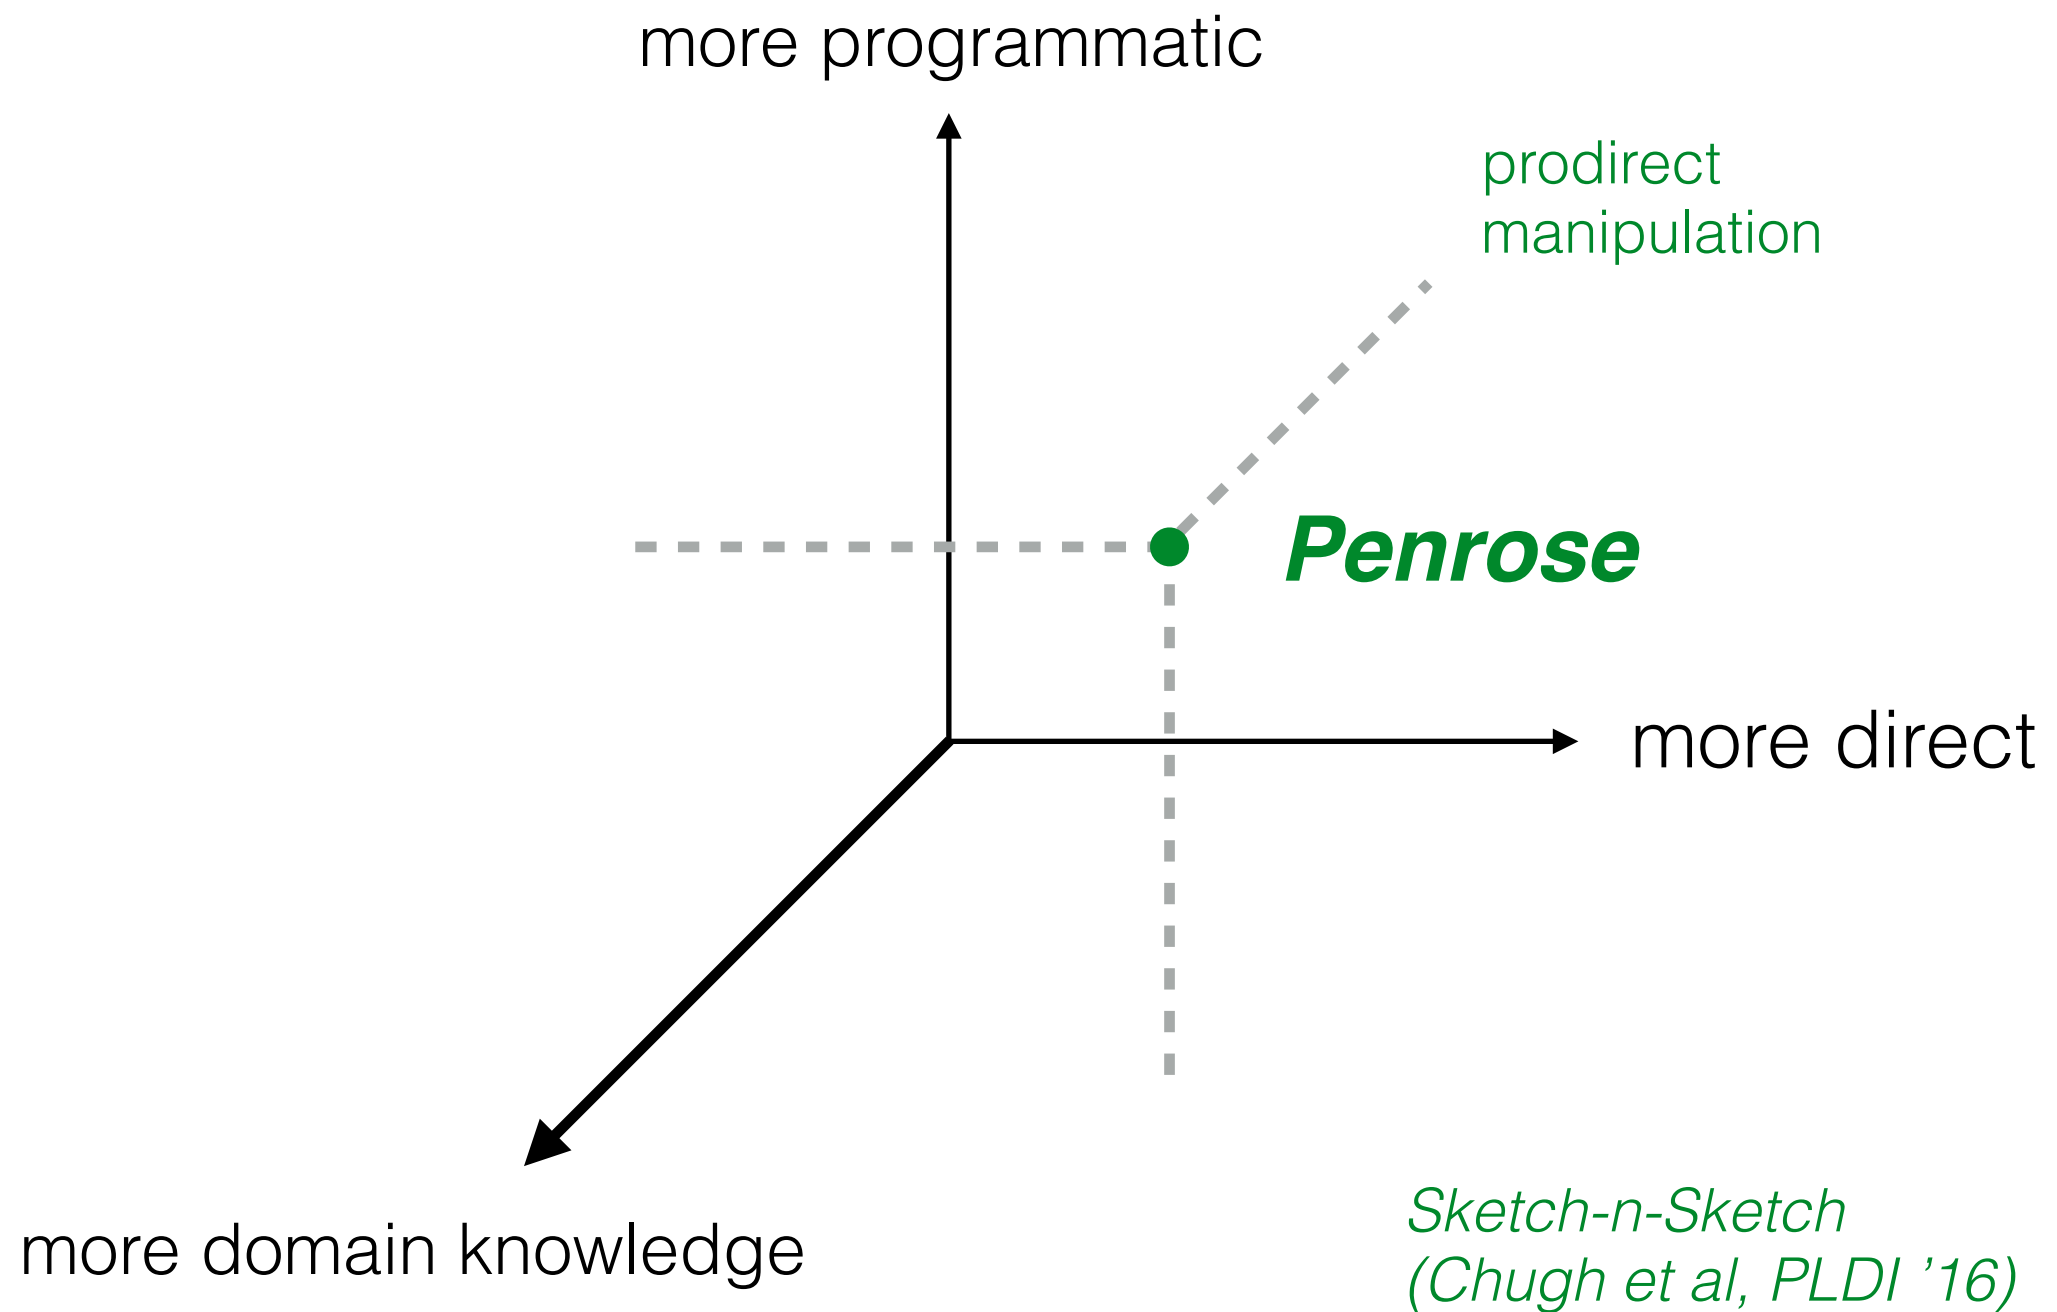 more programmatic
prodirect
manipulation
Penrose
more direct
more domain knowledge
Sketch-n-Sketch
(Chugh et al, PLDI ’16)